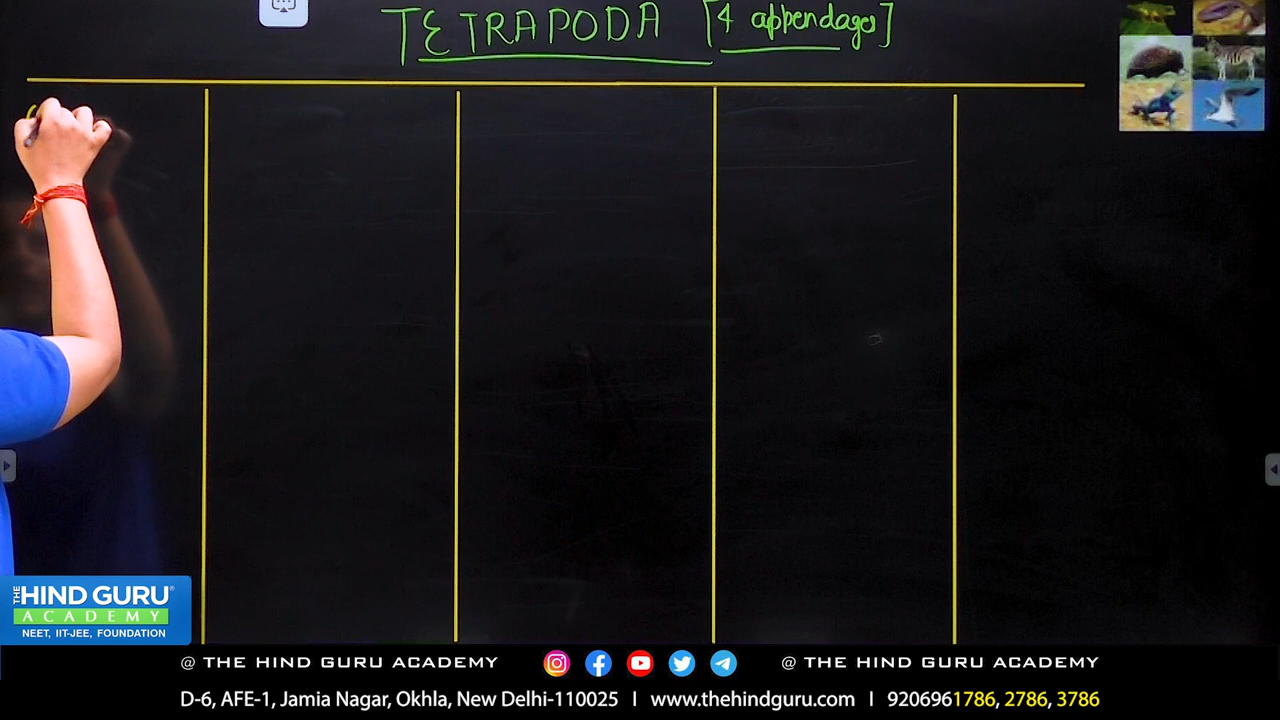 TETRAPODA [4 appendages]
THE HIND GURU®
ACADEMY
NEET, IIT-JEE, FOUNDATION
@ THE HIND GURU ACADEMY @ THE HIND GURU ACADEMY
D-6, AFE-1, Jamia Nagar, Okhla, New Delhi-110025 I www.thehindguru.com I 9206961786, 2786, 3786